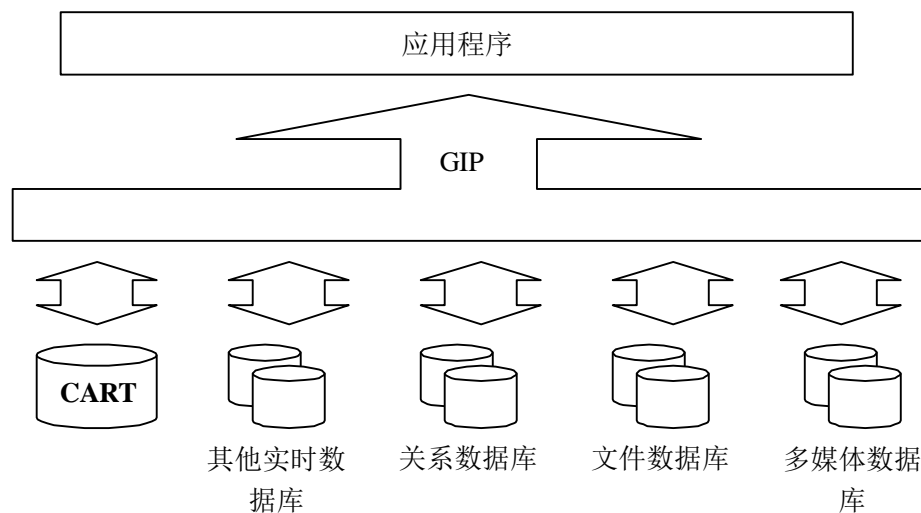 应用程序
GIP
CART
其他实时数
据库
关系数据库
文件数据库
多媒体数据
库